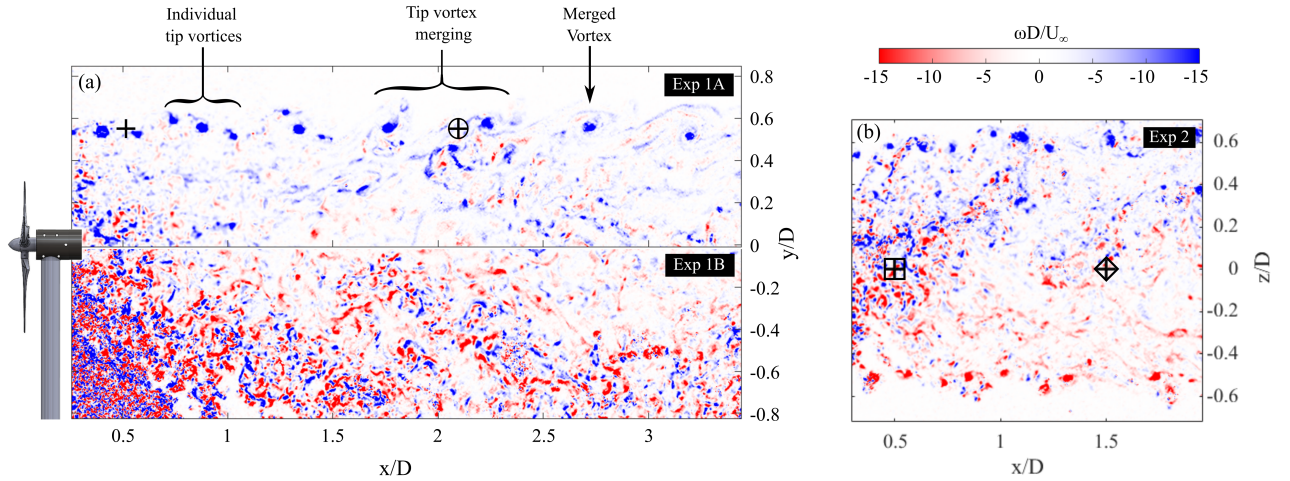 Individual
tip vortices
Tip vortex
merging
Merged
Vortex
ωD/U∞
-15 -10 -5 0 -5 -10 -15
(a)
Exp 1A
0.8
0.6
0.4
0.2
0
y/D
Exp 1B
-0.2
-0.4
-0.6
-0.8
0.5 1 1.5 2 2.5 3
x/D
(b)
Exp 2
0.6
0.4
0.2
0
z/D
-0.2
-0.4
-0.6
0.5 1 1.5
x/D